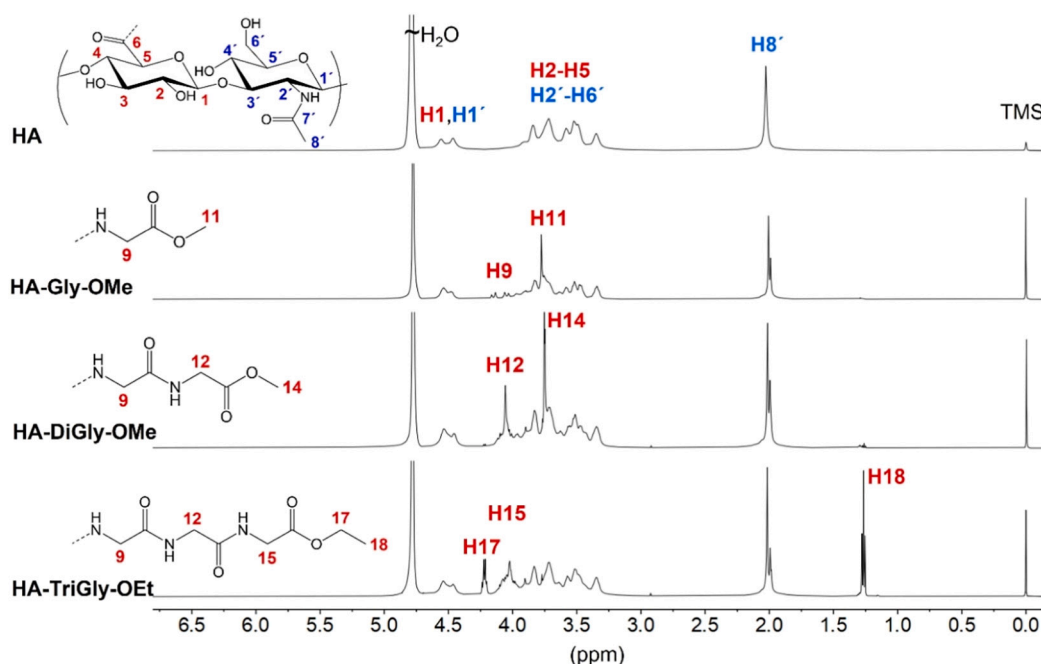 OH
O
6
6´
~H₂O
H8´
4
5
O
4´
5´
O
HO
H2-H5
O
O
1´
H2´-H6´
HO
OH
1
O
3´
2´
NH
H1,H1´
3
2
O
7´
TMS
HA
8´
H
N
O
11
O
9
H11
H9
HA-Gly-OMe
H14
H
N
O
12
O
H12
9
N
H
O
14
HA-DiGly-OMe
H18
H
N
O
12
H
N
O
17
H15
O
9
N
H
O
15
18
H17
HA-TriGly-OEt
6.5 6.0 5.5 5.0 4.5 4.0 3.5 3.0 2.5 2.0 1.5 1.0 0.5 0.0
(ppm)